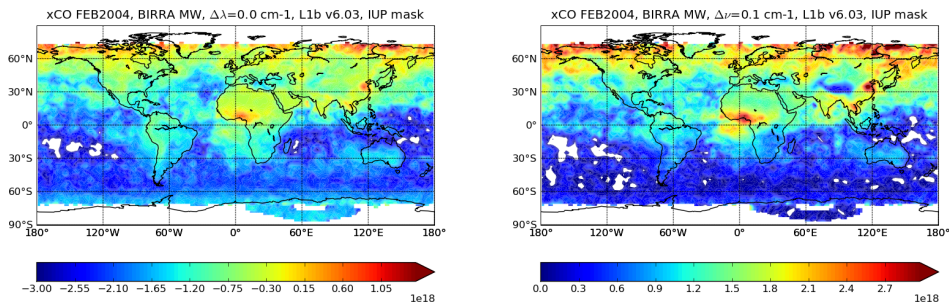 xCO FEB2004, BIRRA MW, Δλ=0.0 cm-1, L1b v6.03, IUP mask
60°N
30°N
0°
30°S
60°S
90°S
180° 120°W 60°W 0° 60°E 120°E 180°
−3.00 −2.55 −2.10 −1.65 −1.20 −0.75 −0.30 0.15 0.60 1.05
1e18
xCO FEB2004, BIRRA MW, Δν=0.1 cm-1, L1b v6.03, IUP mask
60°N
30°N
0°
30°S
60°S
90°S
180° 120°W 60°W 0° 60°E 120°E 180°
0.0 0.3 0.6 0.9 1.2 1.5 1.8 2.1 2.4 2.7
1e18